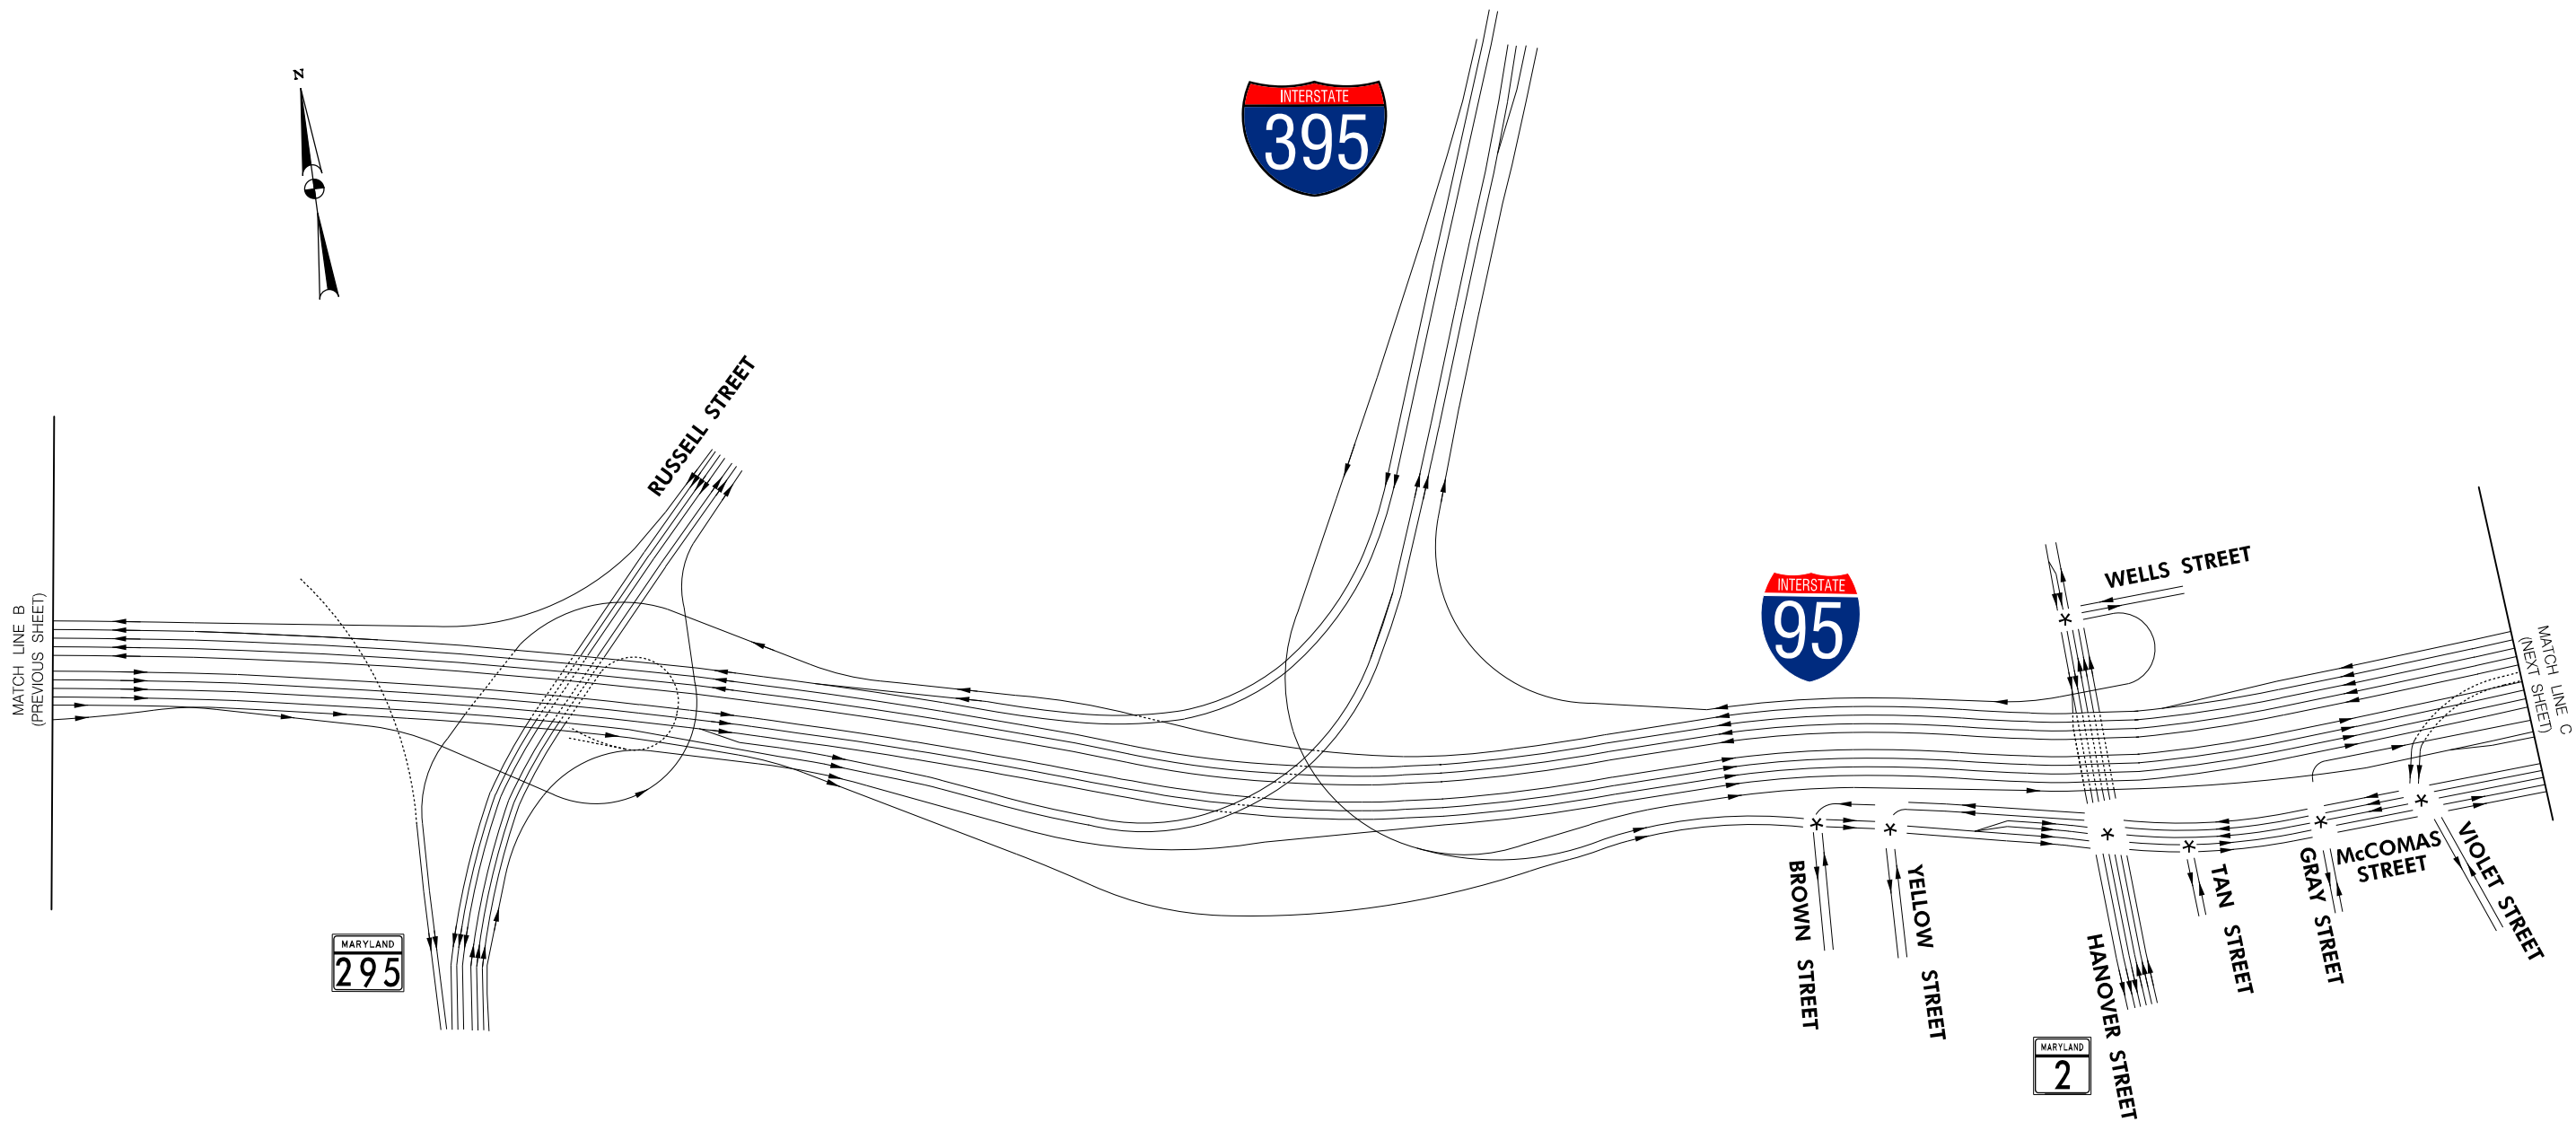 N
INTERSTATE
395
RUSSELL STREET
MATCH LINE B
(PREVIOUS SHEET)
INTERSTATE
95
WELLS STREET
MATCH LINE C
(NEXT SHEET)
MARYLAND
295
BROWN STREET
YELLOW STREET
HANOVER STREET
TAN STREET
GRAY STREET
McCOMAS
STREET
VIOLET STREET
MARYLAND
2